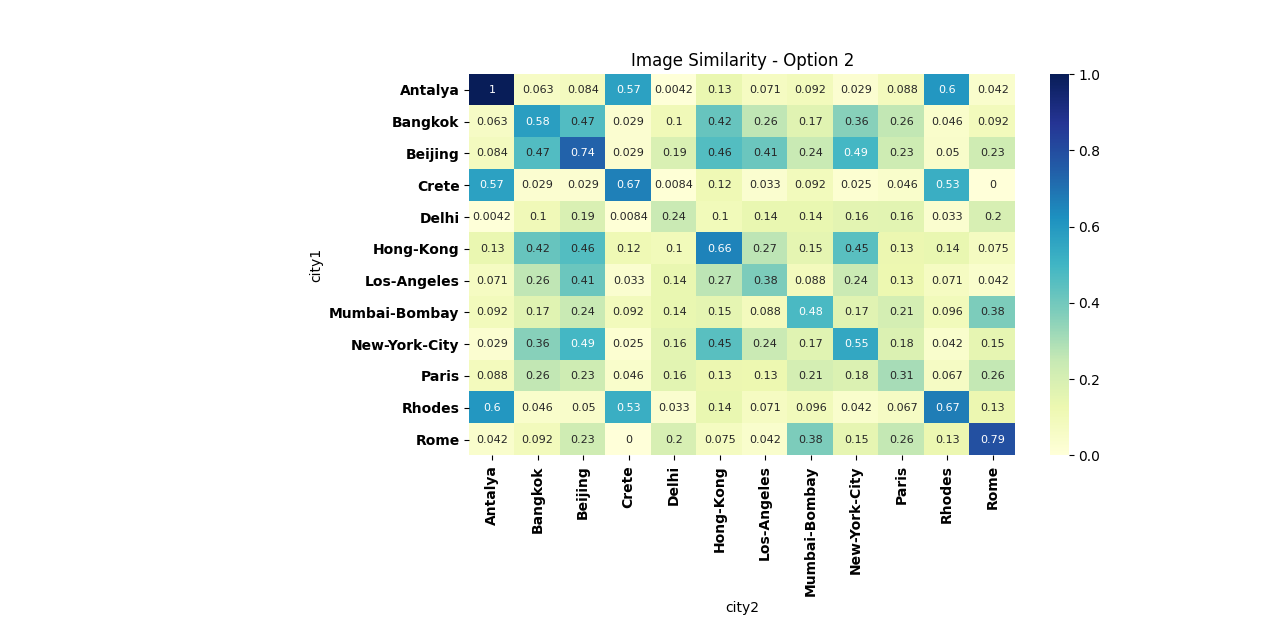 Image Similarity - Option 2
Antalya 1 0.063 0.084 0.57 0.0042 0.13 0.071 0.092 0.029 0.088 0.6 0.042
Bangkok 0.063 0.58 0.47 0.029 0.1 0.42 0.26 0.17 0.36 0.26 0.046 0.092
Beijing 0.084 0.47 0.74 0.029 0.19 0.46 0.41 0.24 0.49 0.23 0.05 0.23
Crete 0.57 0.029 0.029 0.67 0.0084 0.12 0.033 0.092 0.025 0.046 0.53 0
Delhi 0.0042 0.1 0.19 0.0084 0.24 0.1 0.14 0.14 0.16 0.16 0.033 0.2
Hong-Kong 0.13 0.42 0.46 0.12 0.1 0.66 0.27 0.15 0.45 0.13 0.14 0.075
Los-Angeles 0.071 0.26 0.41 0.033 0.14 0.27 0.38 0.088 0.24 0.13 0.071 0.042
Mumbai-Bombay 0.092 0.17 0.24 0.092 0.14 0.15 0.088 0.48 0.17 0.21 0.096 0.38
New-York-City 0.029 0.36 0.49 0.025 0.16 0.45 0.24 0.17 0.55 0.18 0.042 0.15
Paris 0.088 0.26 0.23 0.046 0.16 0.13 0.13 0.21 0.18 0.31 0.067 0.26
Rhodes 0.6 0.046 0.05 0.53 0.033 0.14 0.071 0.096 0.042 0.067 0.67 0.13
Rome 0.042 0.092 0.23 0 0.2 0.075 0.042 0.38 0.15 0.26 0.13 0.79
city1
Antalya
Bangkok
Beijing
Crete
Delhi
Hong-Kong
Los-Angeles
Mumbai-Bombay
New-York-City
Paris
Rhodes
Rome
city2
1.0
0.8
0.6
0.4
0.2
0.0